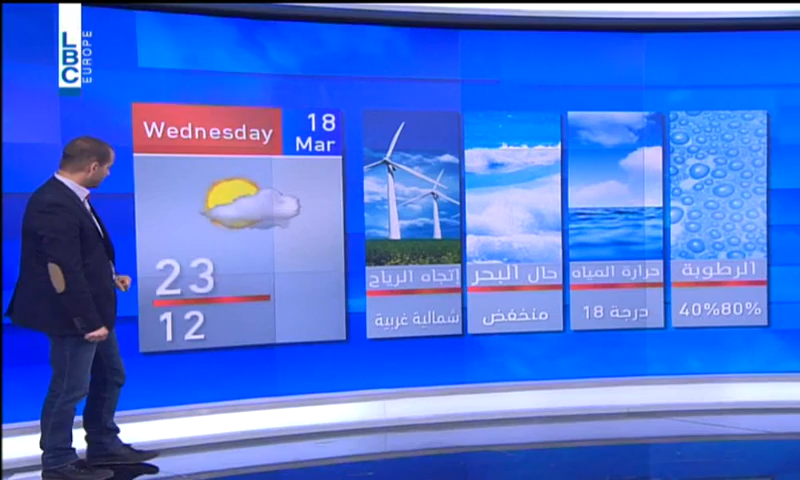 LBC
EUROPE
Wednesday
18
Mar
23
12
إتجاه الرياح
شمالية غربية
حال البحر
منخفض
حرارة المياه
18 درجة
الرطوبة
40%80%